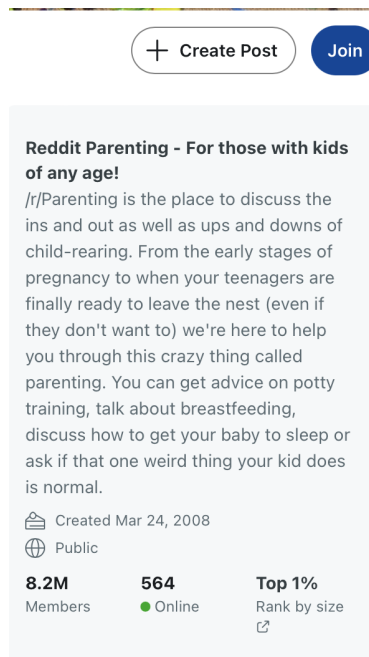 Create Post
Join
Reddit Parenting - For those with kids
of any age!
/r/Parenting is the place to discuss the
ins and out as well as ups and downs of
child-rearing. From the early stages of
pregnancy to when your teenagers are
finally ready to leave the nest (even if
they don't want to) we're here to help
you through this crazy thing called
parenting. You can get advice on potty
training, talk about breastfeeding,
discuss how to get your baby to sleep or
ask if that one weird thing your kid does
is normal.
Created Mar 24, 2008
Public
8.2M 564 Top 1%
Members Online Rank by size